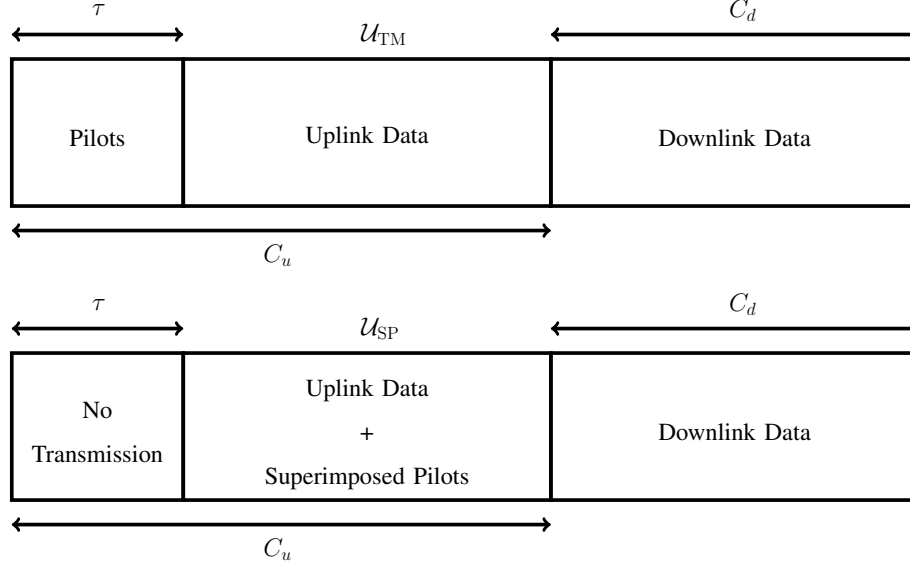 τ
𝒰_TM
C_d
Pilots
Uplink Data
Downlink Data
C_u
τ
𝒰_SP
C_d
No
Transmission
Uplink Data
+
Superimposed Pilots
Downlink Data
C_u